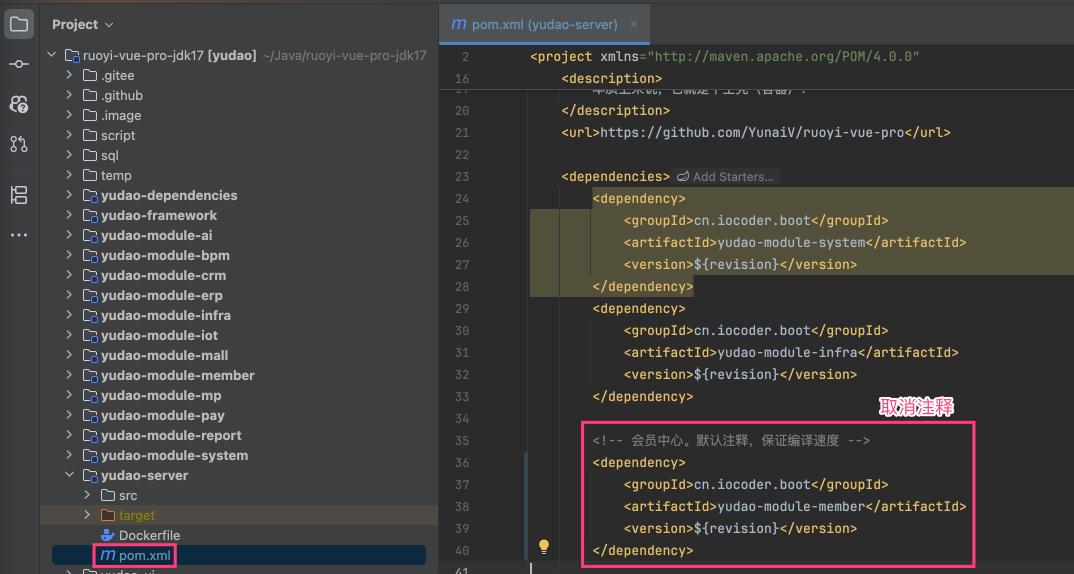 Project
ruoyi-vue-pro-jdk17 [yudao] ~/Java/ruoyi-vue-pro-jdk17
.gitee
.github
.image
script
sql
temp
yudao-dependencies
yudao-framework
yudao-module-ai
yudao-module-bpm
yudao-module-crm
yudao-module-erp
yudao-module-infra
yudao-module-iot
yudao-module-mall
yudao-module-member
yudao-module-mp
yudao-module-pay
yudao-module-report
yudao-module-system
yudao-server
src
target
Dockerfile
pom.xml
pom.xml (yudao-server)
2 <project xmlns="http://maven.apache.org/POM/4.0.0"
16 <description>
20 </description>
21 <url>https://github.com/YunaiV/ruoyi-vue-pro</url>
22
23 <dependencies> Add Starters...
24 <dependency>
25 <groupId>cn.iocoder.boot</groupId>
26 <artifactId>yudao-module-system</artifactId>
27 <version>${revision}</version>
28 </dependency>
29 <dependency>
30 <groupId>cn.iocoder.boot</groupId>
31 <artifactId>yudao-module-infra</artifactId>
32 <version>${revision}</version>
33 </dependency>
34
取消注释
35 <!-- 会员中心。默认注释，保证编译速度 -->
36 <dependency>
37 <groupId>cn.iocoder.boot</groupId>
38 <artifactId>yudao-module-member</artifactId>
39 <version>${revision}</version>
40 </dependency>
41